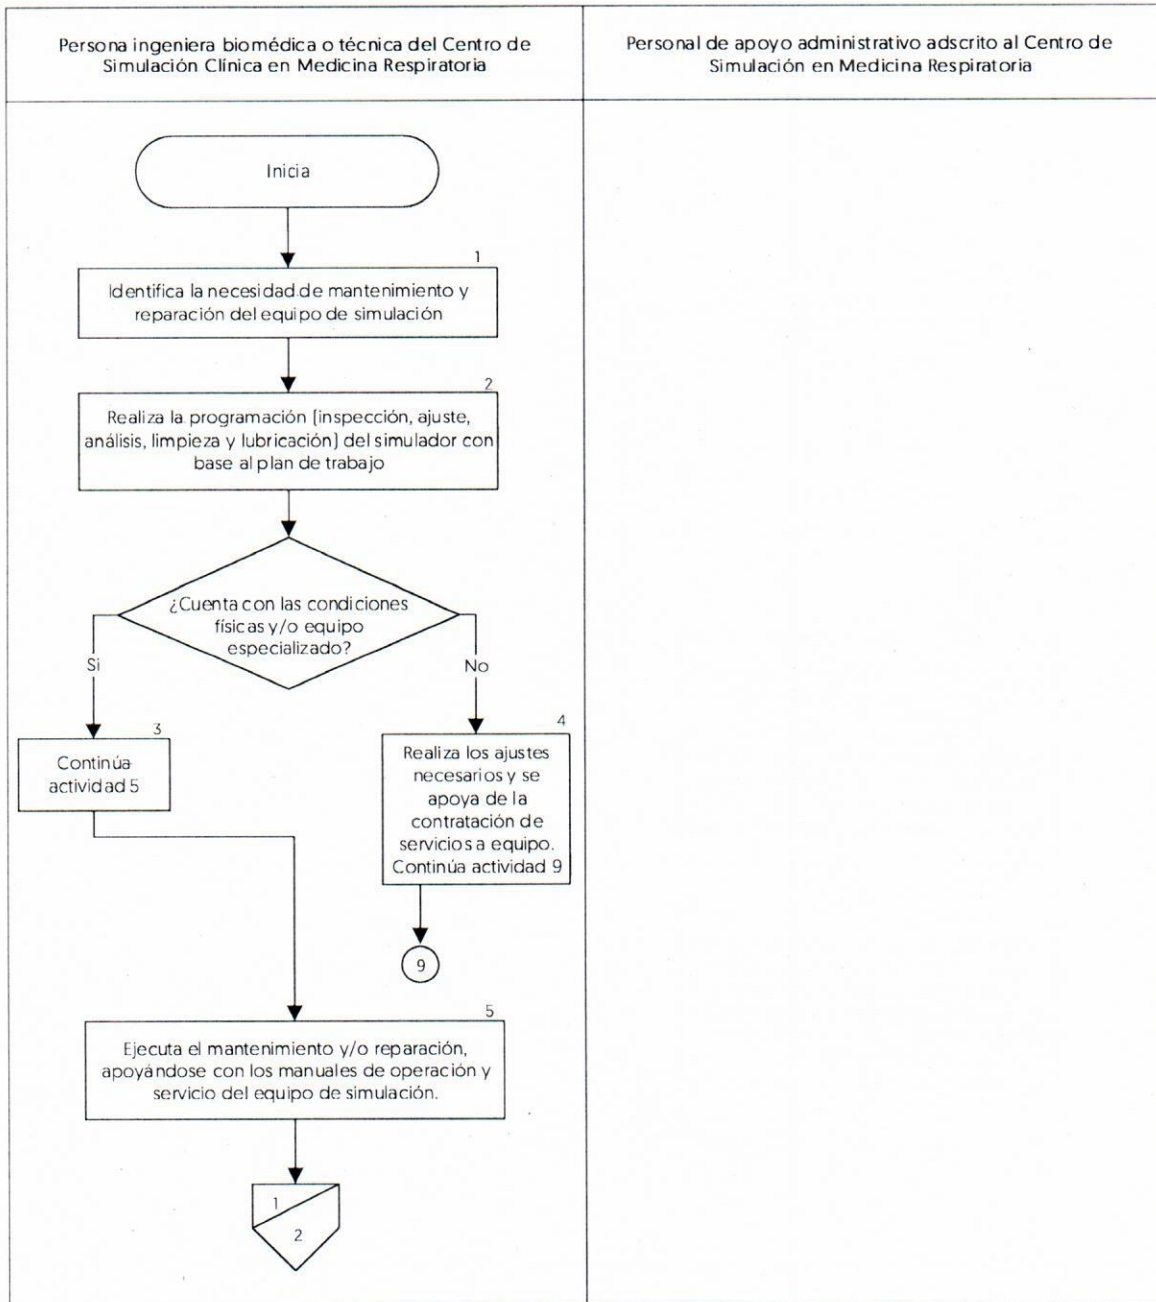 Persona ingeniera biomédica o técnica del Centro de
Simulación Clínica en Medicina Respiratoria
Personal de apoyo administrativo adscrito al Centro de
Simulación en Medicina Respiratoria
Inicia
1
Identifica la necesidad de mantenimiento y
reparación del equipo de simulación
2
Realiza la programación (inspección, ajuste,
análisis, limpieza y lubricación) del simulador con
base al plan de trabajo
¿Cuenta con las condiciones
físicas y/o equipo
especializado?
Si
No
3
Continúa
actividad 5
4
Realiza los ajustes
necesarios y se
apoya de la
contratación de
servicios a equipo.
Continúa actividad 9
9
5
Ejecuta el mantenimiento y/o reparación,
apoyándose con los manuales de operación y
servicio del equipo de simulación.
1
2